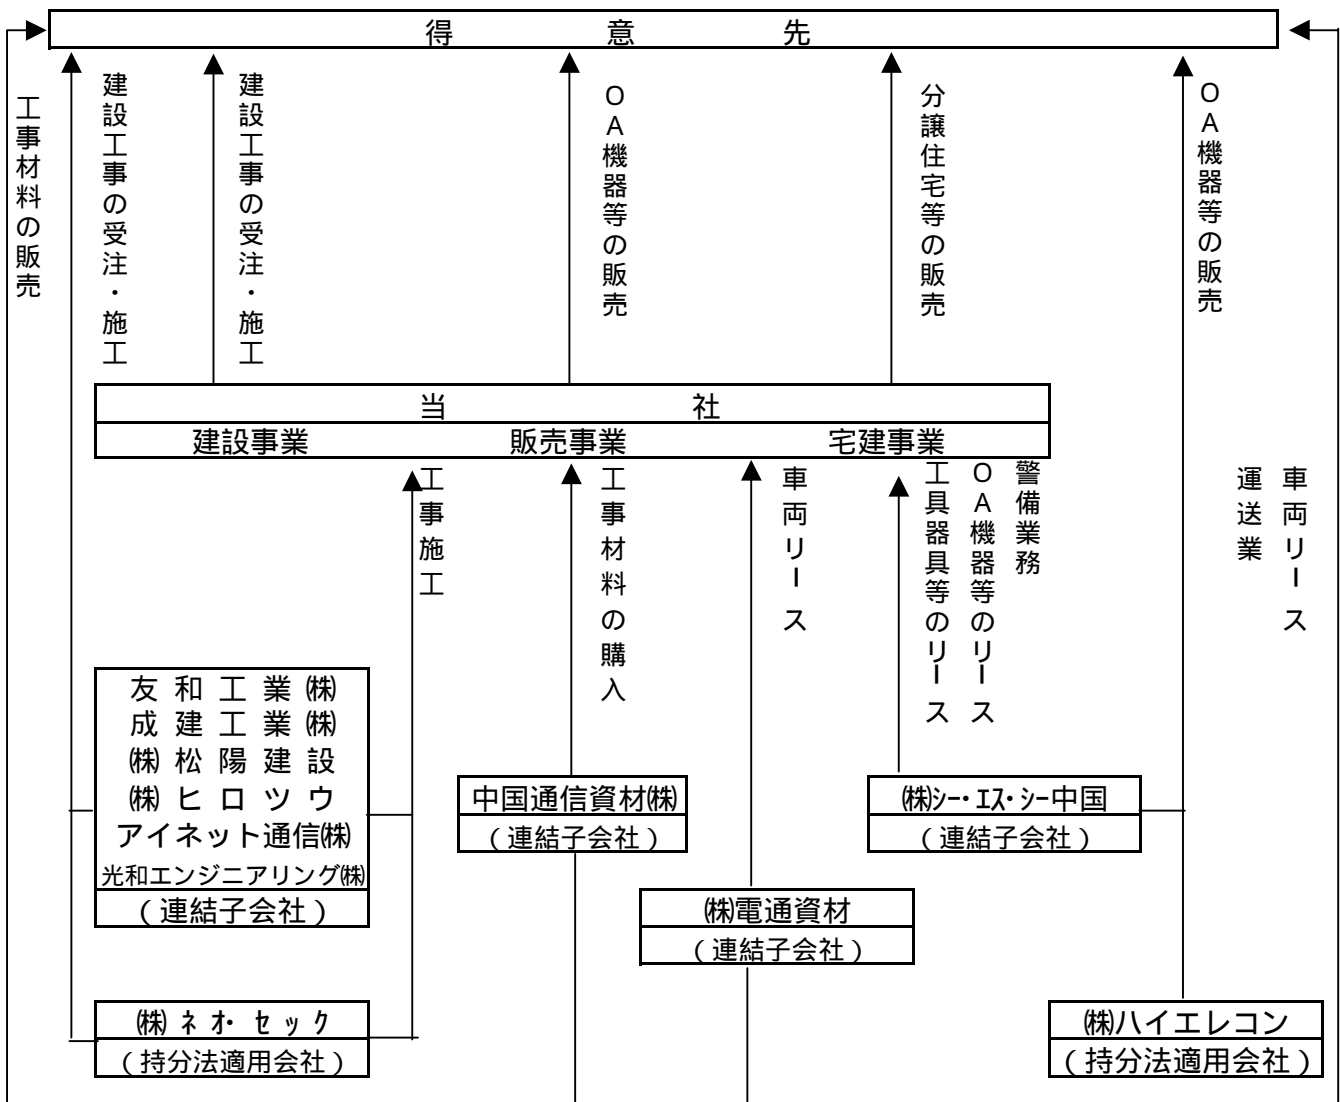 得意先
工事材料の販売
建設工事の受注・施工
建設工事の受注・施工
OA機器等の販売
分譲住宅等の販売
OA機器等の販売
当社
建設事業 販売事業 宅建事業
工事施工
工事材料の購入
車両リース
警備業務
OA機器等のリース
工具器具等のリース
車両リース
運送業
友和工業㈱
成建工業㈱
㈱松陽建設
㈱ヒロツウ
アイネット通信㈱
光和エンジニアリング㈱
(連結子会社)
中国通信資材㈱
(連結子会社)
㈱シー・エス・シー中国
(連結子会社)
㈱電通資材
(連結子会社)
㈱ネオ・セック
(持分法適用会社)
㈱ハイエレコン
(持分法適用会社)